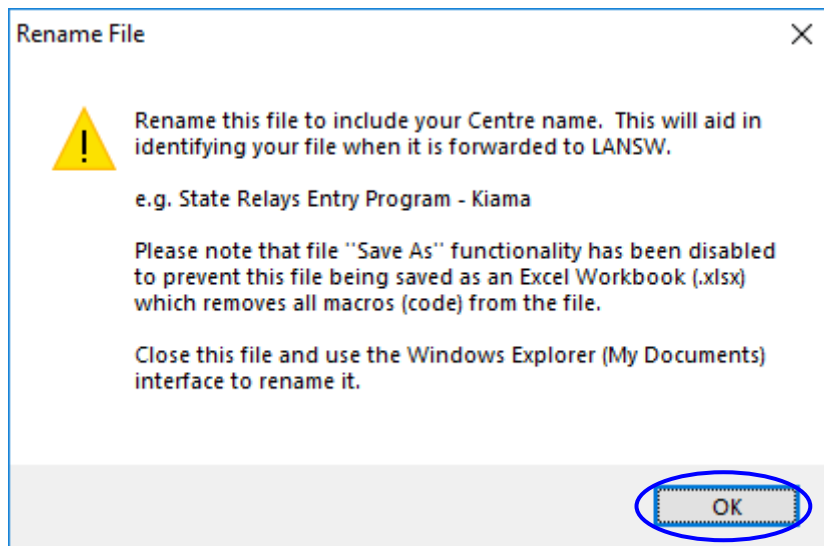 Rename File
Rename this file to include your Centre name.  This will aid in
identifying your file when it is forwarded to LANSW.
e.g. State Relays Entry Program - Kiama
Please note that file "Save As" functionality has been disabled
to prevent this file being saved as an Excel Workbook (.xlsx)
which removes all macros (code) from the file.
Close this file and use the Windows Explorer (My Documents)
interface to rename it.
OK